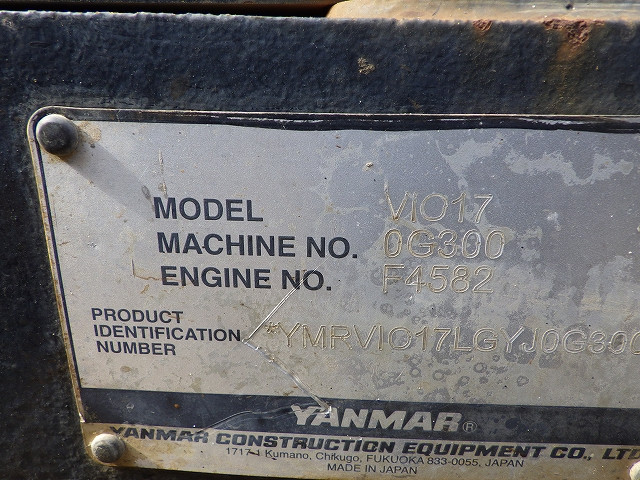 MODEL VIO17
MACHINE NO. 0G300
ENGINE NO. F4582
PRODUCT
IDENTIFICATION
NUMBER
*YMRVIO17LGYJ0G300
YANMAR®
YANMAR CONSTRUCTION EQUIPMENT CO., LTD
1717-1 Kumano, Chikugo, FUKUOKA 833-0055, JAPAN
MADE IN JAPAN